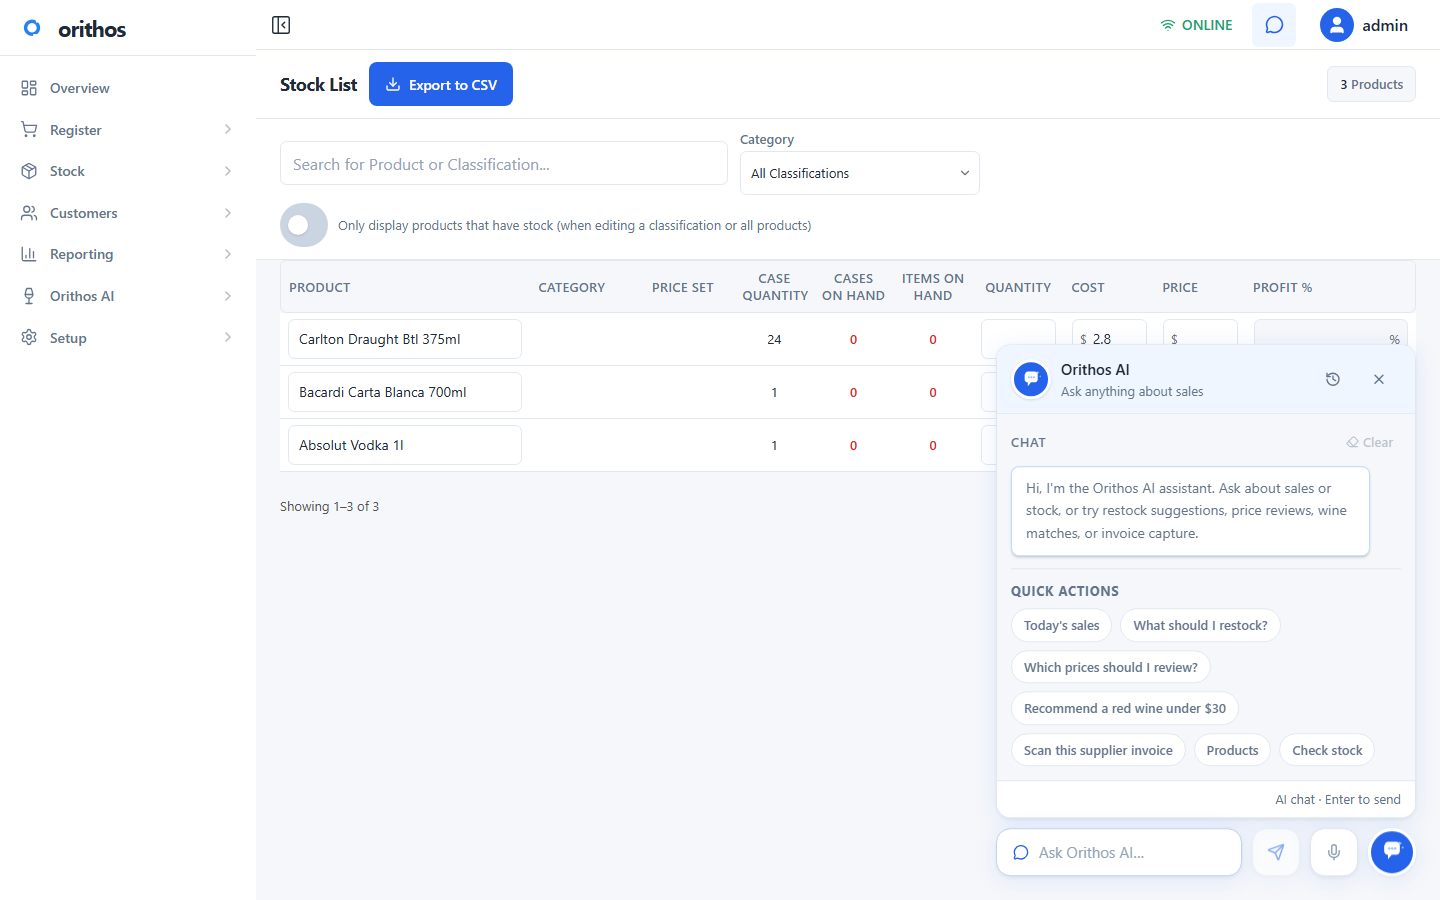 orithos
ONLINE
admin
Overview
Register
Stock
Customers
Reporting
Orithos AI
Setup
Stock List
Export to CSV
3 Products
Search for Product or Classification...
Category
All Classifications
Only display products that have stock (when editing a classification or all products)
PRODUCT CATEGORY PRICE SET CASE QUANTITY CASES ON HAND ITEMS ON HAND QUANTITY COST PRICE PROFIT %
Carlton Draught Btl 375ml 24 0 0 $ 2.8 $ %
Bacardi Carta Blanca 700ml 1 0 0
Absolut Vodka 1l 1 0 0
Showing 1–3 of 3
Orithos AI
Ask anything about sales
CHAT
Clear
Hi, I'm the Orithos AI assistant. Ask about sales or
stock, or try restock suggestions, price reviews, wine
matches, or invoice capture.
QUICK ACTIONS
Today's sales
What should I restock?
Which prices should I review?
Recommend a red wine under $30
Scan this supplier invoice
Products
Check stock
AI chat · Enter to send
Ask Orithos AI...